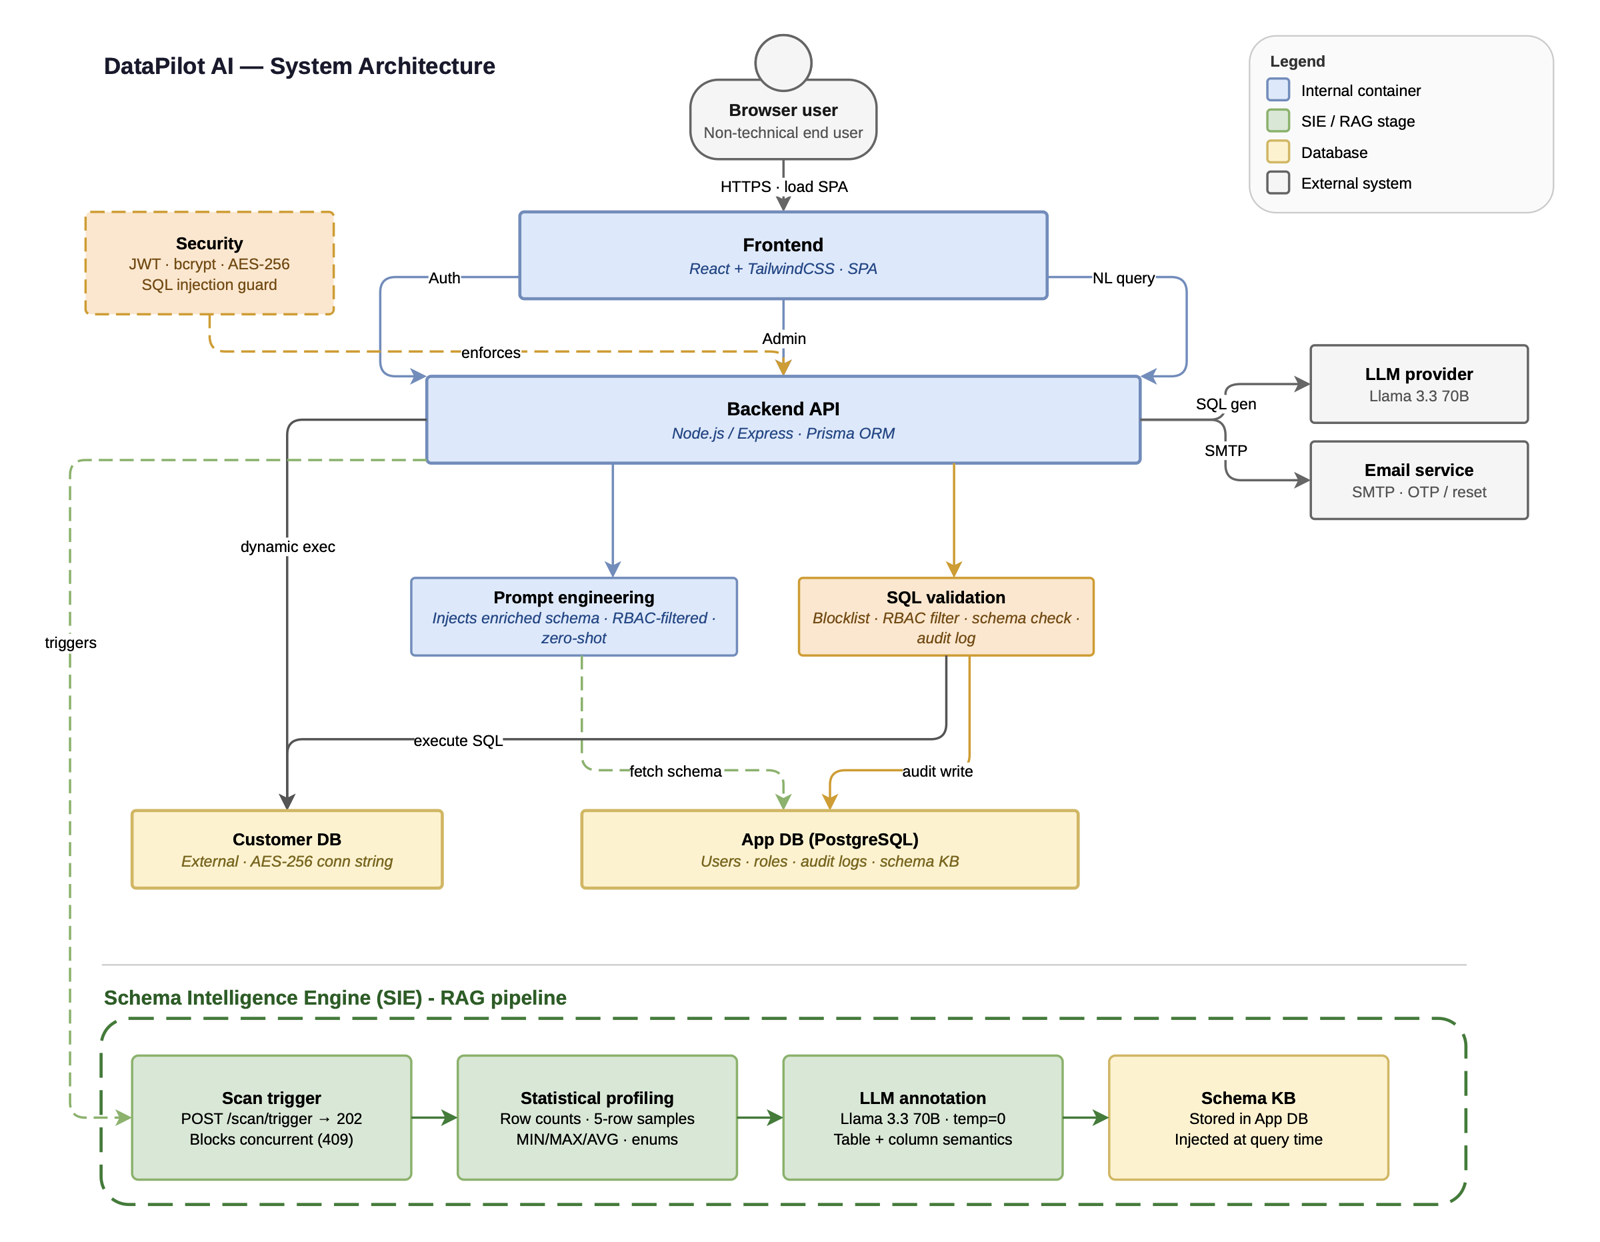 DataPilot AI — System Architecture
Browser user
Non-technical end user
Legend
Internal container
SIE / RAG stage
Database
External system
HTTPS · load SPA
Security
JWT · bcrypt · AES-256
SQL injection guard
Frontend
React + TailwindCSS · SPA
Auth
NL query
Admin
enforces
Backend API
Node.js / Express · Prisma ORM
SQL gen
SMTP
LLM provider
Llama 3.3 70B
Email service
SMTP · OTP / reset
dynamic exec
triggers
Prompt engineering
Injects enriched schema · RBAC-filtered ·
zero-shot
SQL validation
Blocklist · RBAC filter · schema check ·
audit log
execute SQL
fetch schema
audit write
Customer DB
External · AES-256 conn string
App DB (PostgreSQL)
Users · roles · audit logs · schema KB
Schema Intelligence Engine (SIE) - RAG pipeline
Scan trigger
POST /scan/trigger → 202
Blocks concurrent (409)
Statistical profiling
Row counts · 5-row samples
MIN/MAX/AVG · enums
LLM annotation
Llama 3.3 70B · temp=0
Table + column semantics
Schema KB
Stored in App DB
Injected at query time